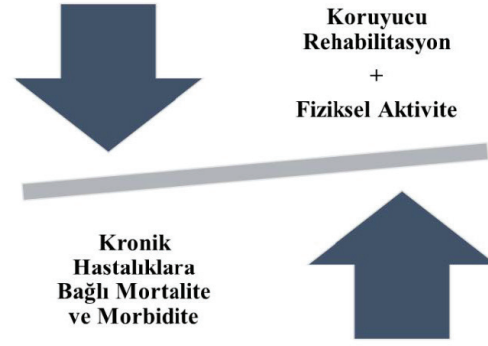 Koruyucu
Rehabilitasyon
+
Fiziksel Aktivite
Kronik
Hastalıklara
Bağlı Mortalite
ve Morbidite